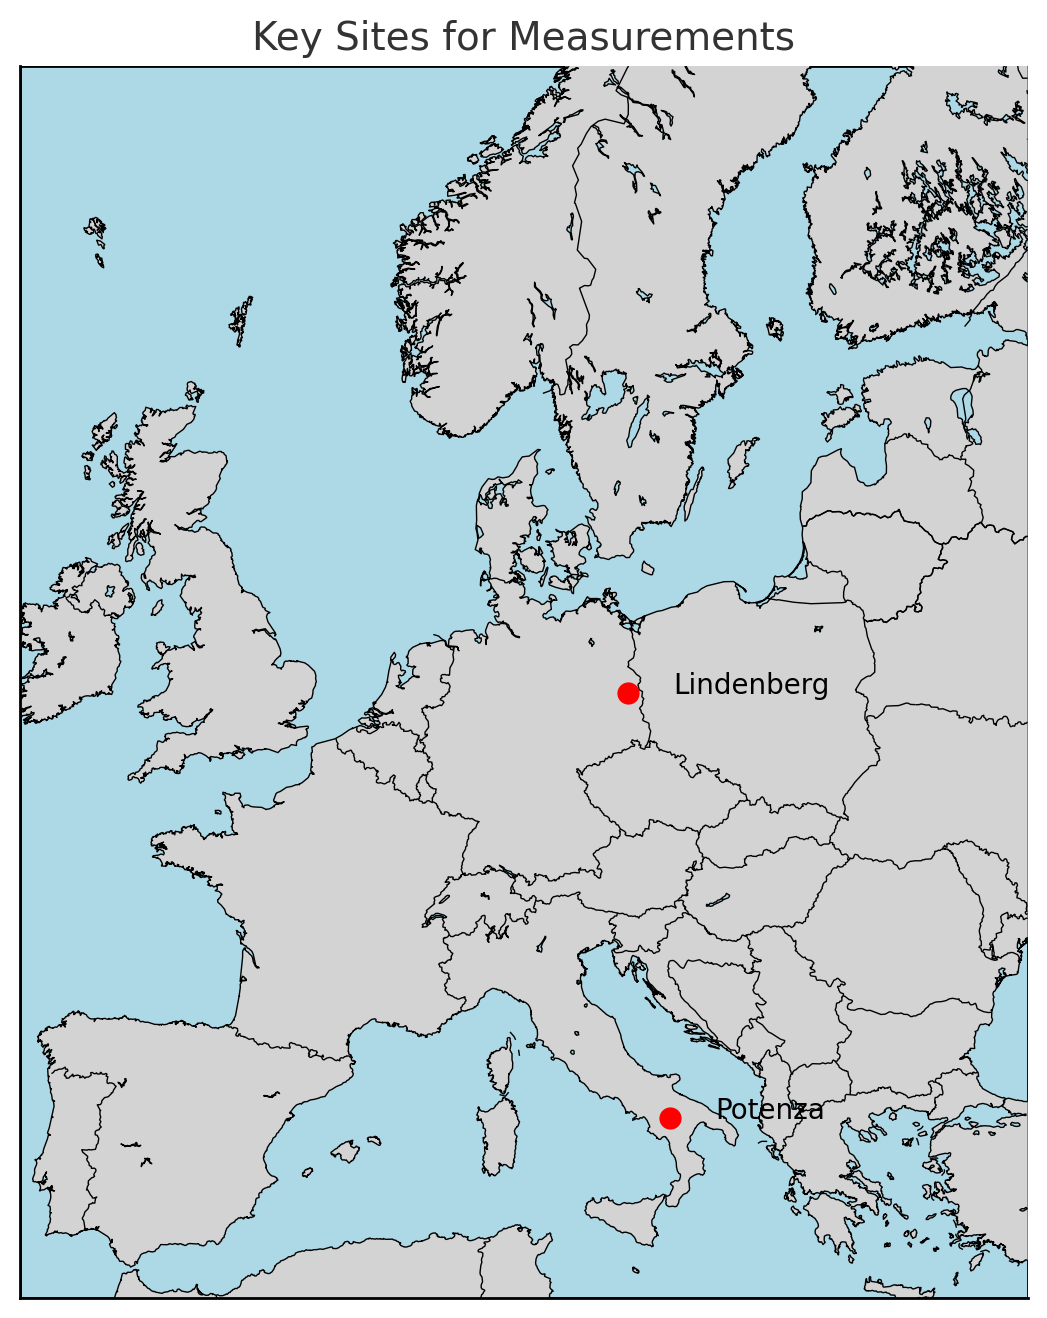 Key Sites for Measurements
Lindenberg
Potenza